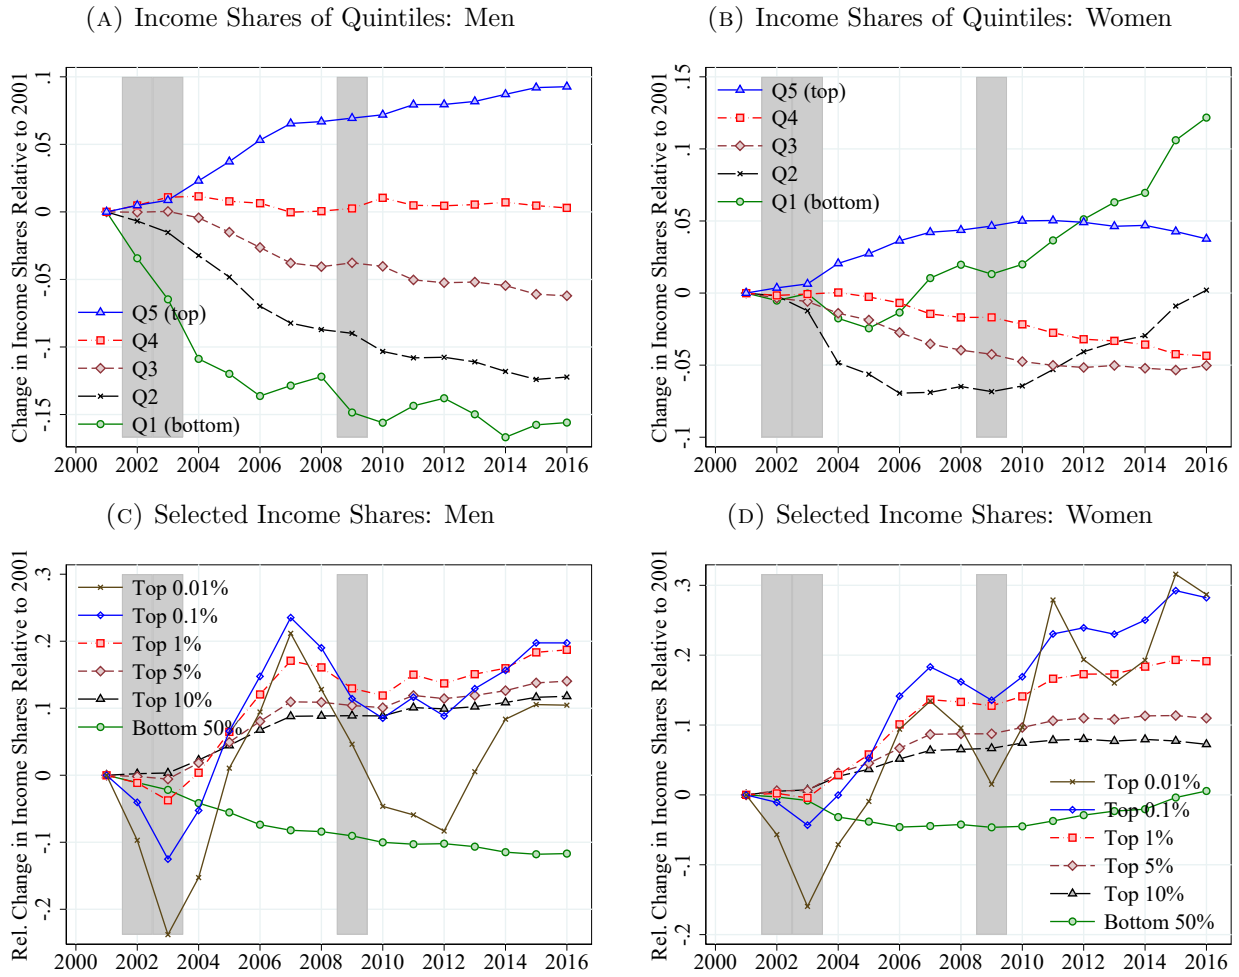 (A) Income Shares of Quintiles: Men
Change in Income Shares Relative to 2001
.1
.05
0
-.05
-.1
-.15
Q5 (top)
Q4
Q3
Q2
Q1 (bottom)
2000 2002 2004 2006 2008 2010 2012 2014 2016
(B) Income Shares of Quintiles: Women
Change in Income Shares Relative to 2001
.15
.1
.05
0
-.05
-.1
Q5 (top)
Q4
Q3
Q2
Q1 (bottom)
2000 2002 2004 2006 2008 2010 2012 2014 2016
(C) Selected Income Shares: Men
Rel. Change in Income Shares Relative to 2001
.3
.2
.1
0
-.1
-.2
Top 0.01%
Top 0.1%
Top 1%
Top 5%
Top 10%
Bottom 50%
2000 2002 2004 2006 2008 2010 2012 2014 2016
(D) Selected Income Shares: Women
Rel. Change in Income Shares Relative to 2001
.3
.2
.1
0
-.1
-.2
Top 0.01%
Top 0.1%
Top 1%
Top 5%
Top 10%
Bottom 50%
2000 2002 2004 2006 2008 2010 2012 2014 2016